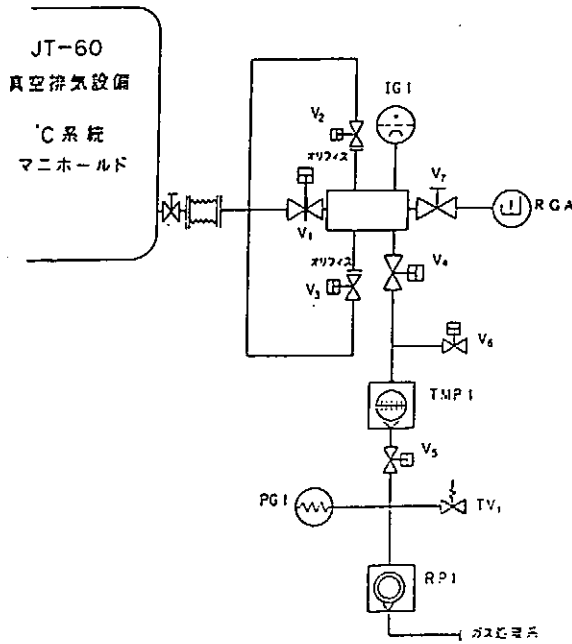 JT-60
真空排気設備
℃系統
マニホールド
IG1
V₂
オリフィス
V₇
RGA
V₁
オリフィス
V₃
V₄
V₆
TMP1
V₅
PG1
TV₁
RP1
ガス処理系